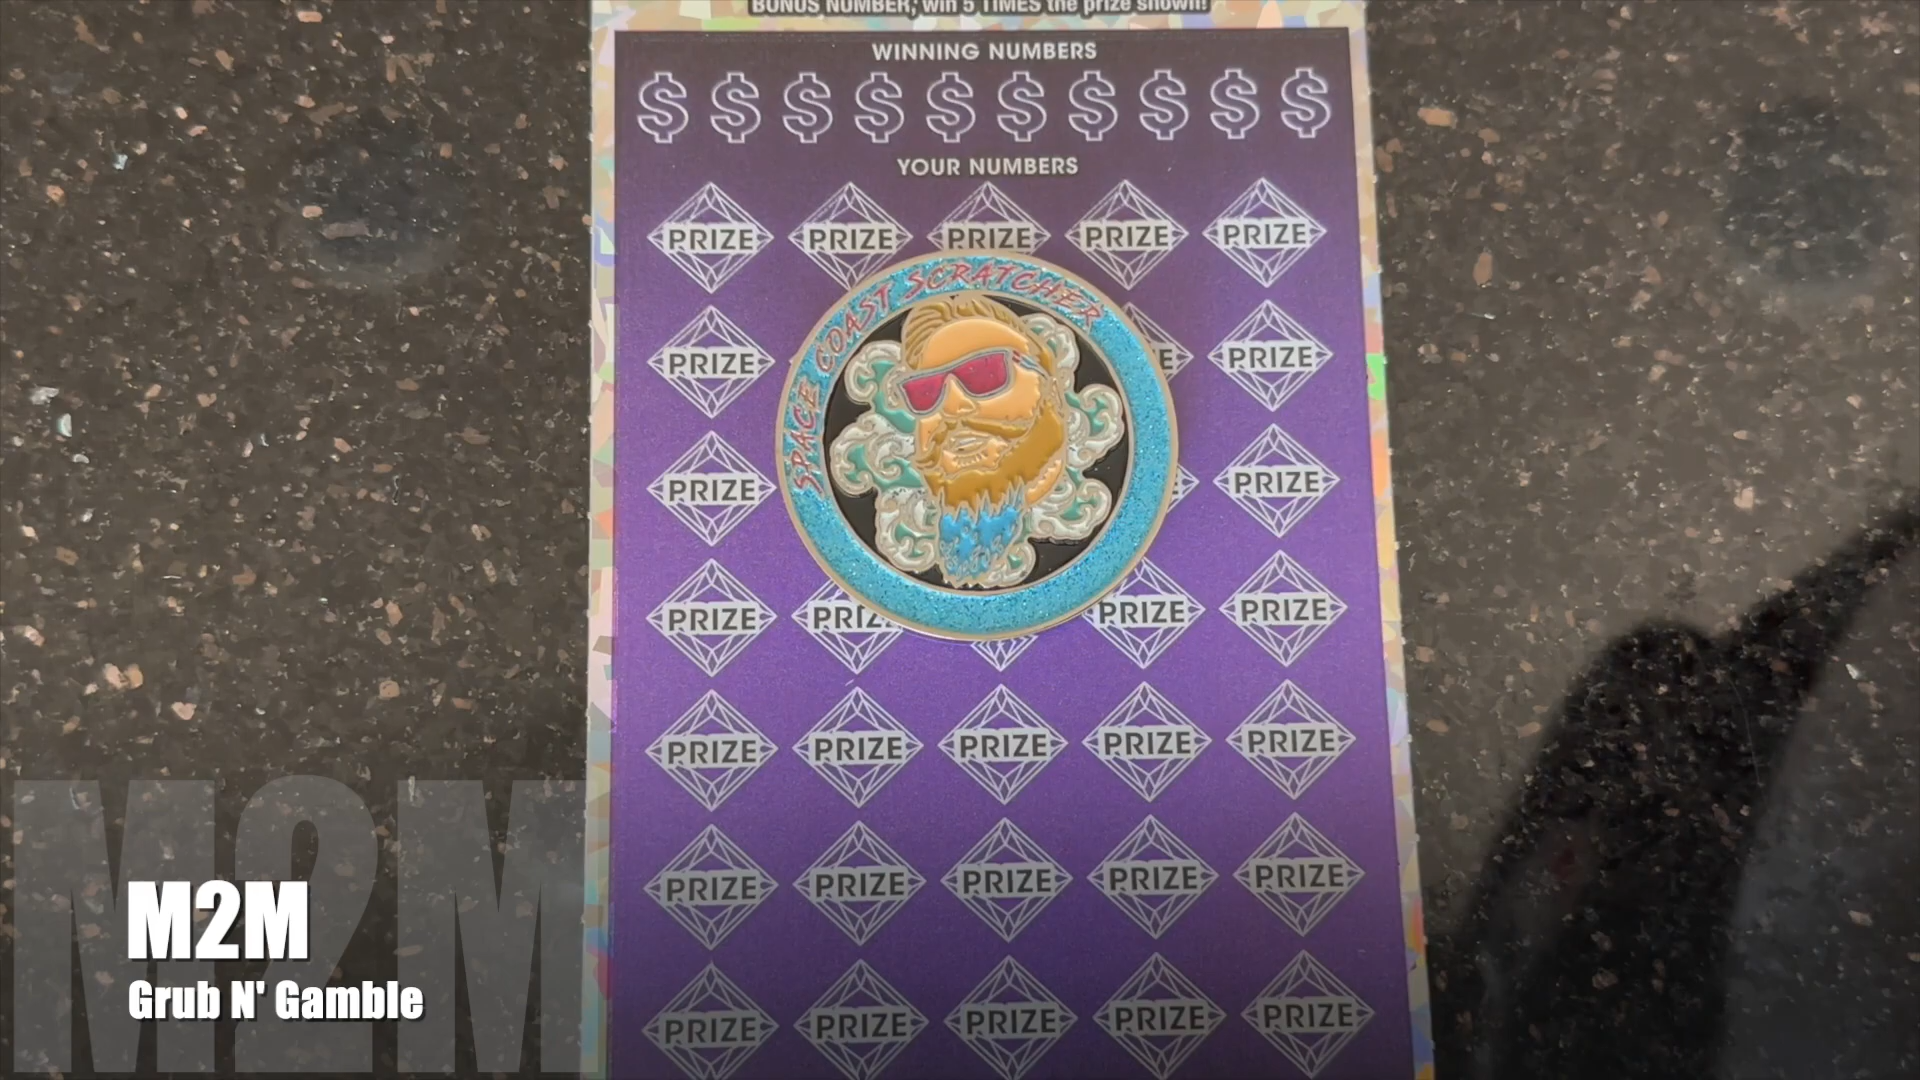 BONUS NUMBER, win 5 TIMES the prize shown!
WINNING NUMBERS
$ $ $ $ $ $ $ $ $ $
YOUR NUMBERS
PRIZE PRIZE PRIZE PRIZE PRIZE
SPACE COAST SCRATCHER
PRIZE PRIZE
PRIZE PRIZE
PRIZE PRIZE PRIZE
PRIZE PRIZE PRIZE PRIZE PRIZE
PRIZE PRIZE PRIZE PRIZE PRIZE
PRIZE PRIZE PRIZE PRIZE PRIZE
M2M
M2M
Grub N' Gamble